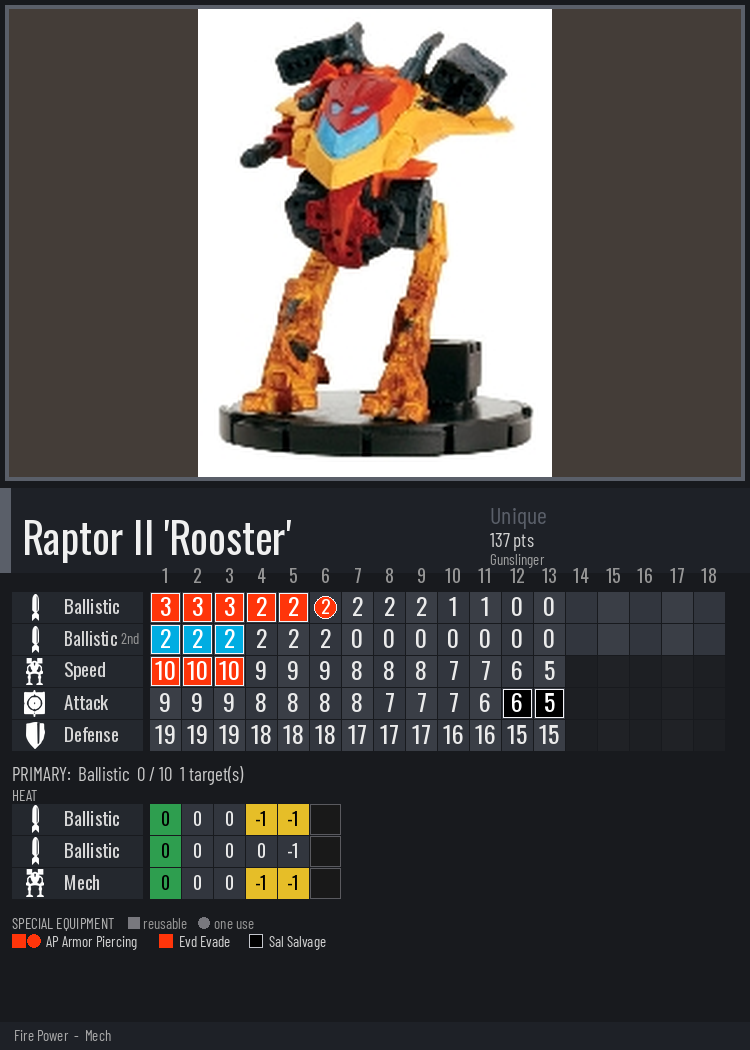 Raptor II 'Rooster'
Unique
137 pts
Gunslinger
1 2 3 4 5 6 7 8 9 10 11 12 13 14 15 16 17 18
Ballistic 3 3 3 2 2 2 2 2 2 1 1 0 0
Ballistic 2nd 2 2 2 2 2 2 0 0 0 0 0 0 0
Speed 10 10 10 9 9 9 8 8 8 7 7 6 5
Attack 9 9 9 8 8 8 8 7 7 7 6 6 5
Defense 19 19 19 18 18 18 17 17 17 16 16 15 15
PRIMARY: Ballistic 0 / 10 1 target(s)
HEAT
Ballistic 0 0 0 -1 -1
Ballistic 0 0 0 0 -1
Mech 0 0 0 -1 -1
SPECIAL EQUIPMENT reusable one use
AP Armor Piercing Evd Evade Sal Salvage
Fire Power - Mech